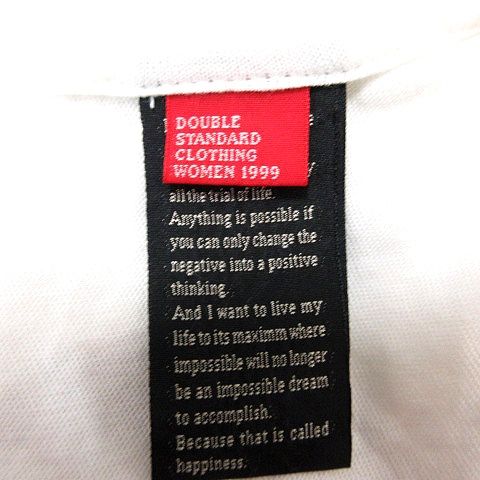 DOUBLE
STANDARD
CLOTHING
WOMEN 1999
all the trial of life.
Anything is possible if
you can only change the
negative into a positive
thinking.
And I want to live my
life to its maximm where
impossible will no longer
be an impossible dream
to accomplish.
Because that is called
happiness.